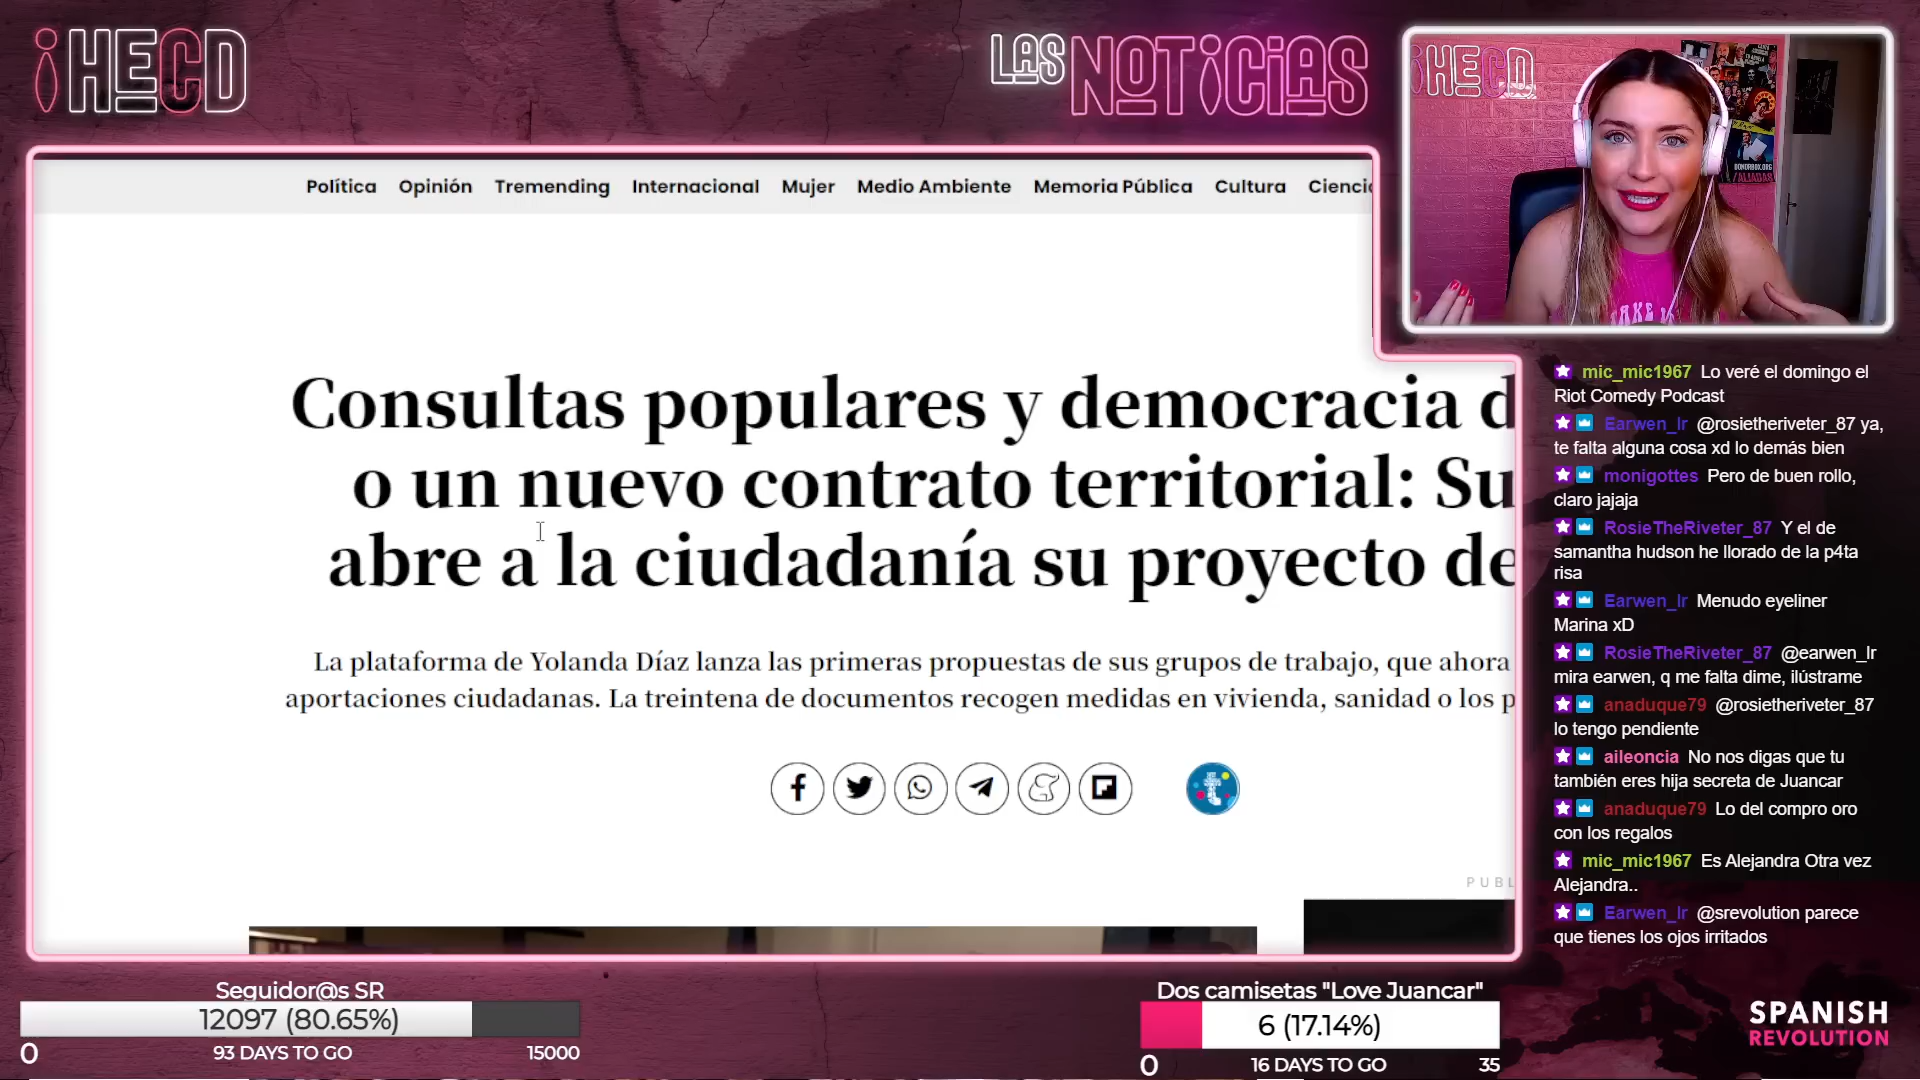 ¡HECD
LAS NOTICIAS
Política Opinión Tremending Internacional Mujer Medio Ambiente Memoria Pública Cultura Cienci
Consultas populares y democracia d
o un nuevo contrato territorial: Su
abre a la ciudadanía su proyecto de
La plataforma de Yolanda Díaz lanza las primeras propuestas de sus grupos de trabajo, que ahora
aportaciones ciudadanas. La treintena de documentos recogen medidas en vivienda, sanidad o los p
PUBL
¡HECD
DONORBOX.ORG
/ALIADAS
mic_mic1967 Lo veré el domingo el
Riot Comedy Podcast
Earwen_lr @rosietheriveter_87 ya,
te falta alguna cosa xd lo demás bien
monigottes Pero de buen rollo,
claro jajaja
RosieTheRiveter_87 Y el de
samantha hudson he llorado de la p4ta
risa
Earwen_lr Menudo eyeliner
Marina xD
RosieTheRiveter_87 @earwen_lr
mira earwen, q me falta dime, ilústrame
anaduque79 @rosietheriveter_87
lo tengo pendiente
aileoncia No nos digas que tu
también eres hija secreta de Juancar
anaduque79 Lo del compro oro
con los regalos
mic_mic1967 Es Alejandra Otra vez
Alejandra..
Earwen_lr @srevolution parece
que tienes los ojos irritados
Seguidor@s SR
12097 (80.65%)
0 93 DAYS TO GO 15000
Dos camisetas "Love Juancar"
6 (17.14%)
0 16 DAYS TO GO 35
SPANISH
REVOLUTION